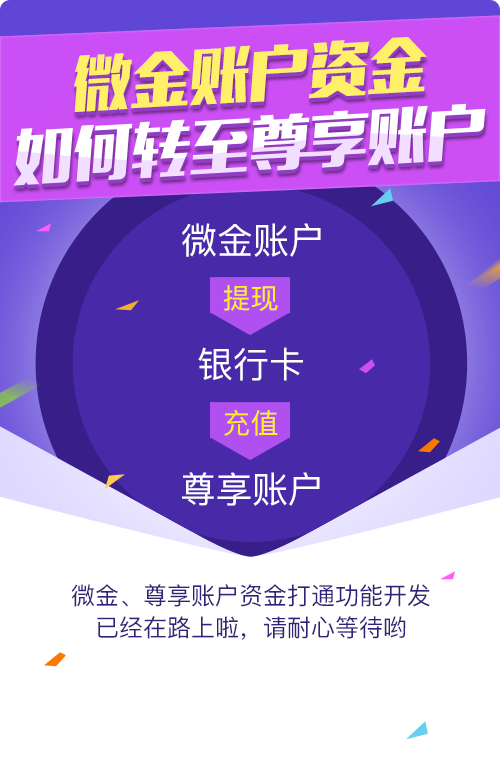 微金账户资金
如何转至尊享账户
微金账户
提现
银行卡
充值
尊享账户
微金、尊享账户资金打通功能开发
已经在路上啦，请耐心等待哟